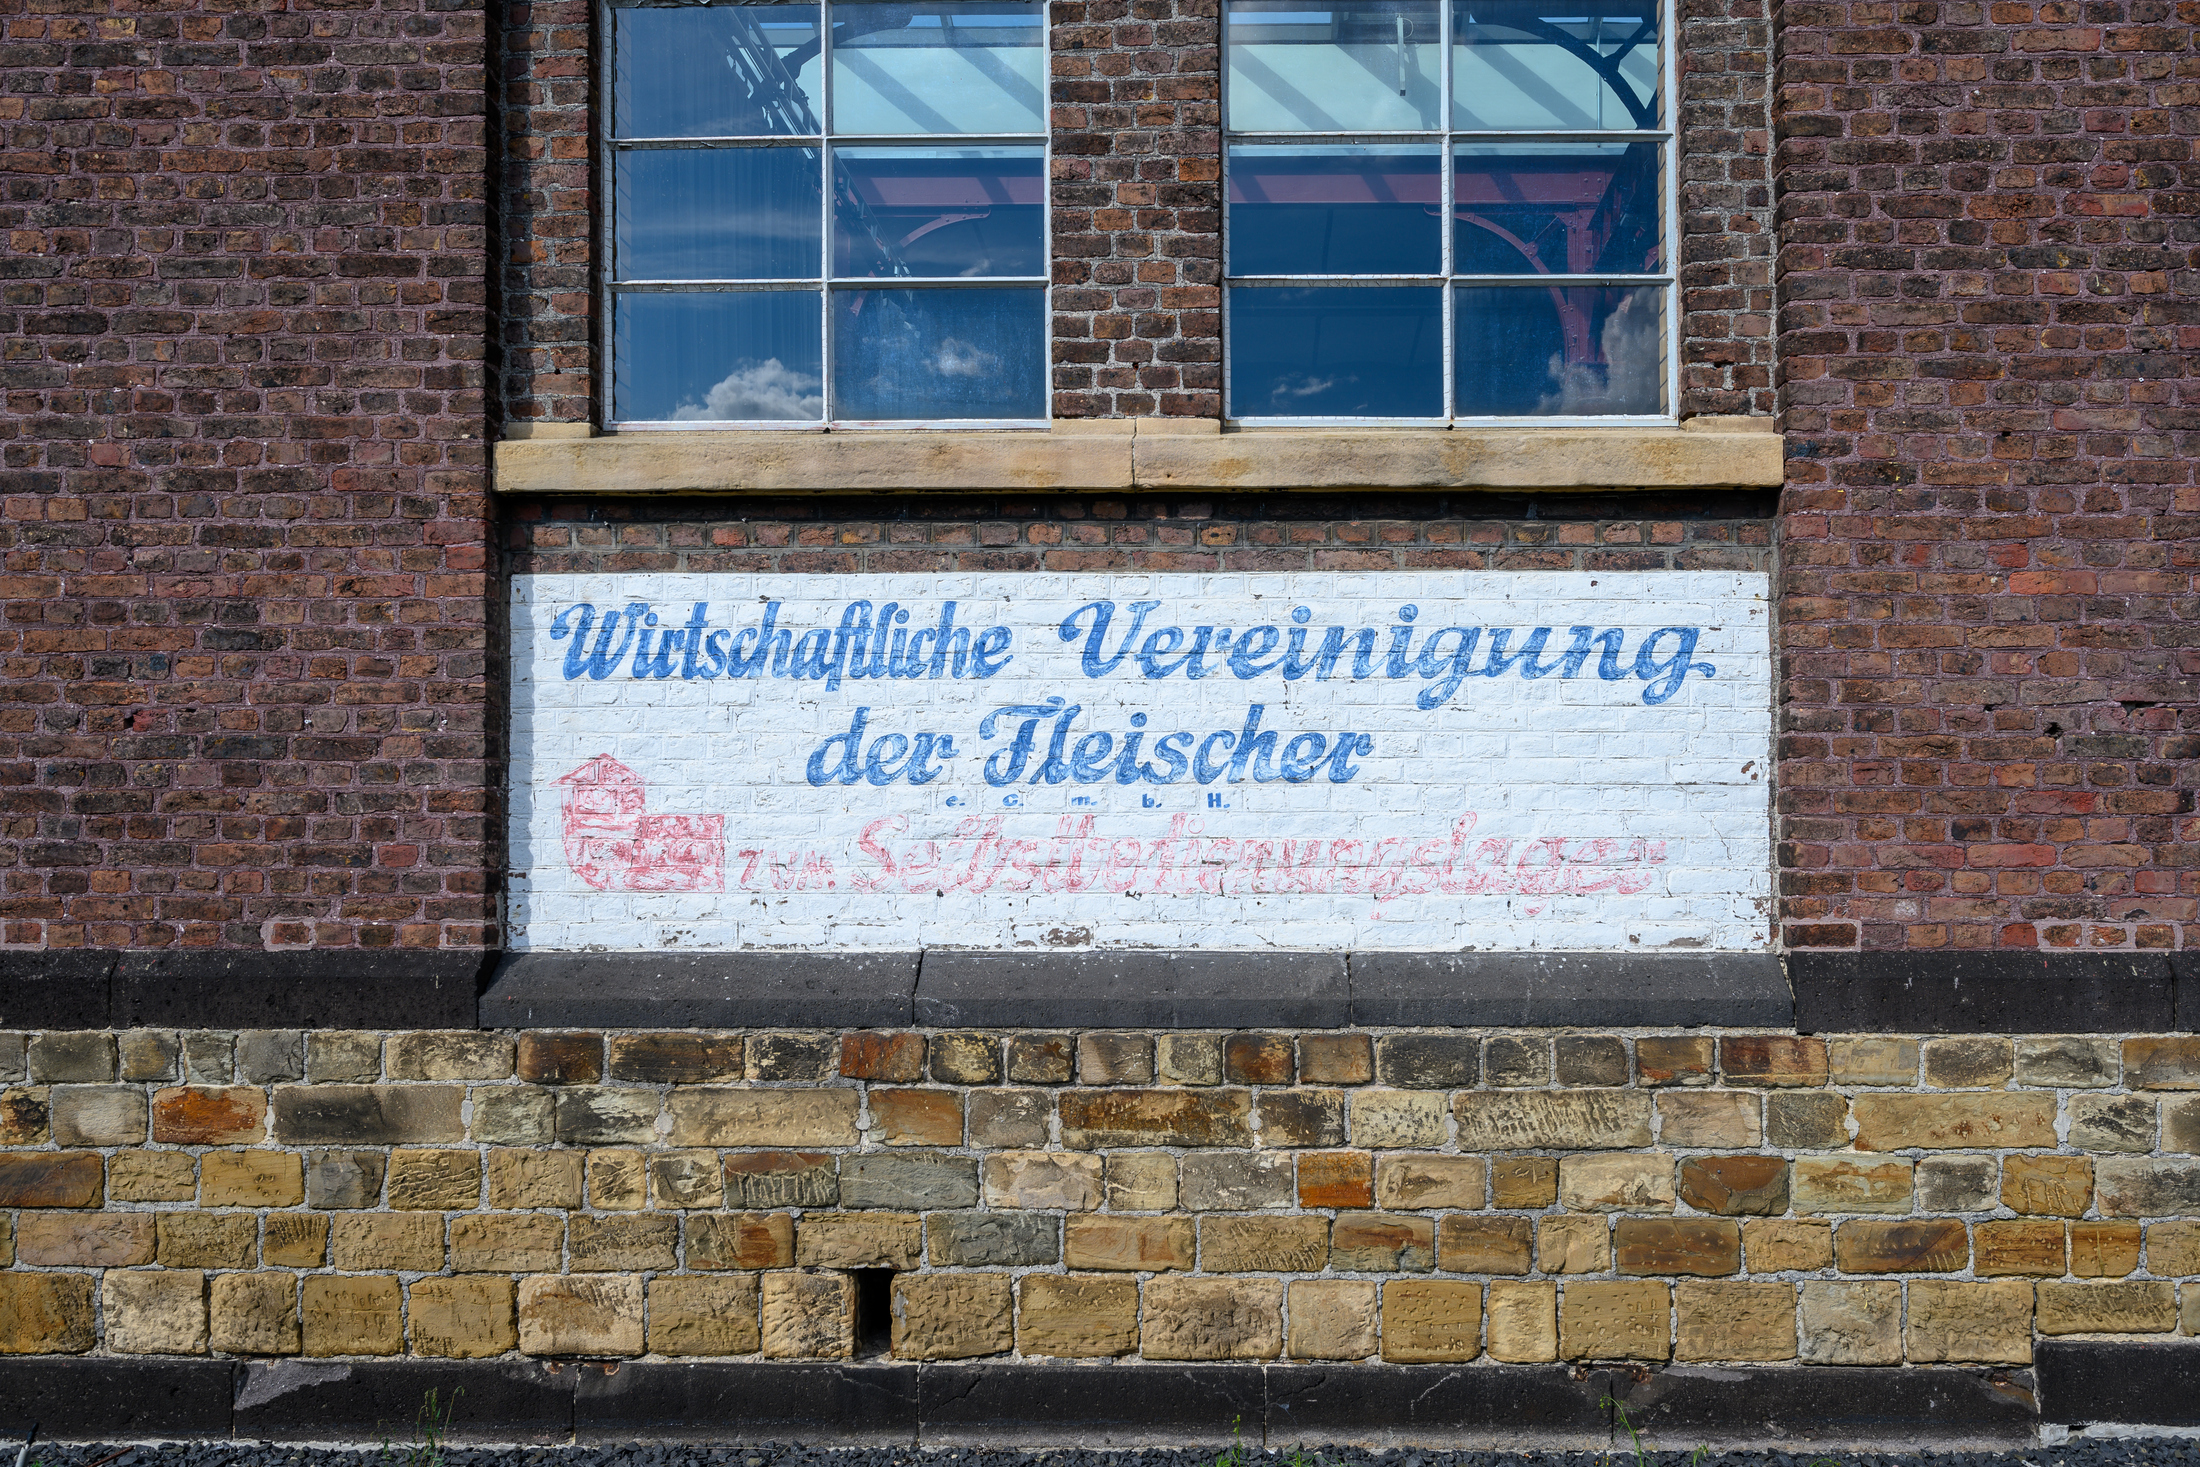 Wirtschaftliche Vereinigung
der Fleischer
e. G. m. b. H.
zum Selbstbedienungslager